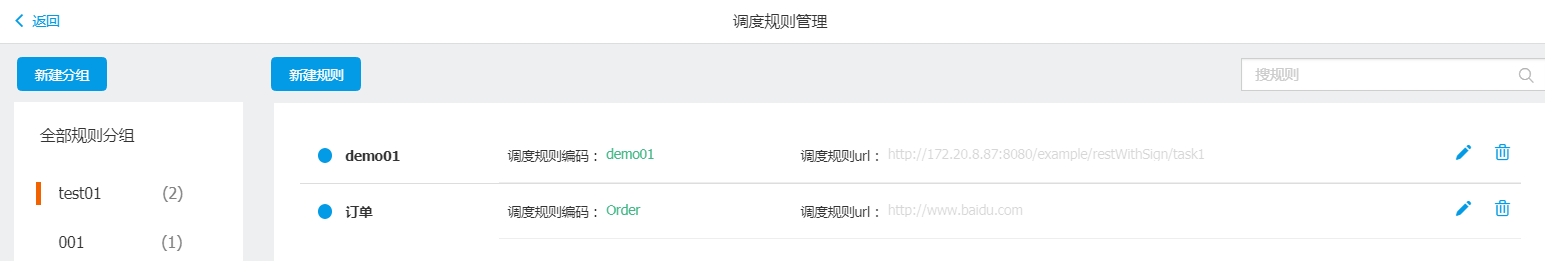 返回
调度规则管理
新建分组
新建规则
搜规则
全部规则分组
test01 (2)
001 (1)
demo01 调度规则编码： demo01 调度规则url： http://172.20.8.87:8080/example/restWithSign/task1
订单 调度规则编码： Order 调度规则url： http://www.baidu.com